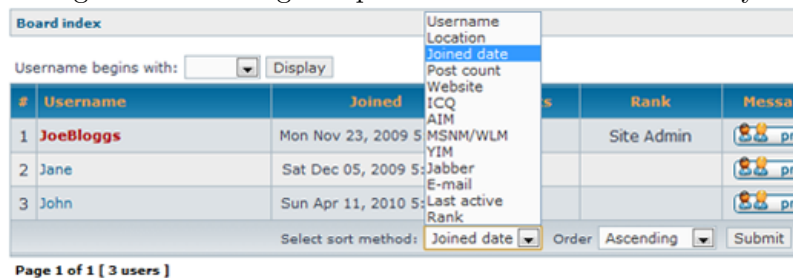 Board index
Username begins with: Display
# Username Joined Rank
1 JoeBloggs Mon Nov 23, 2009 5 Site Admin
2 Jane Sat Dec 05, 2009 5:
3 John Sun Apr 11, 2010 5:
Username
Location
Joined date
Post count
Website
ICQ
AIM
MSNM/WLM
YIM
Jabber
E-mail
Last active
Rank
Select sort method: Joined date Order Ascending Submit
Page 1 of 1 [ 3 users ]